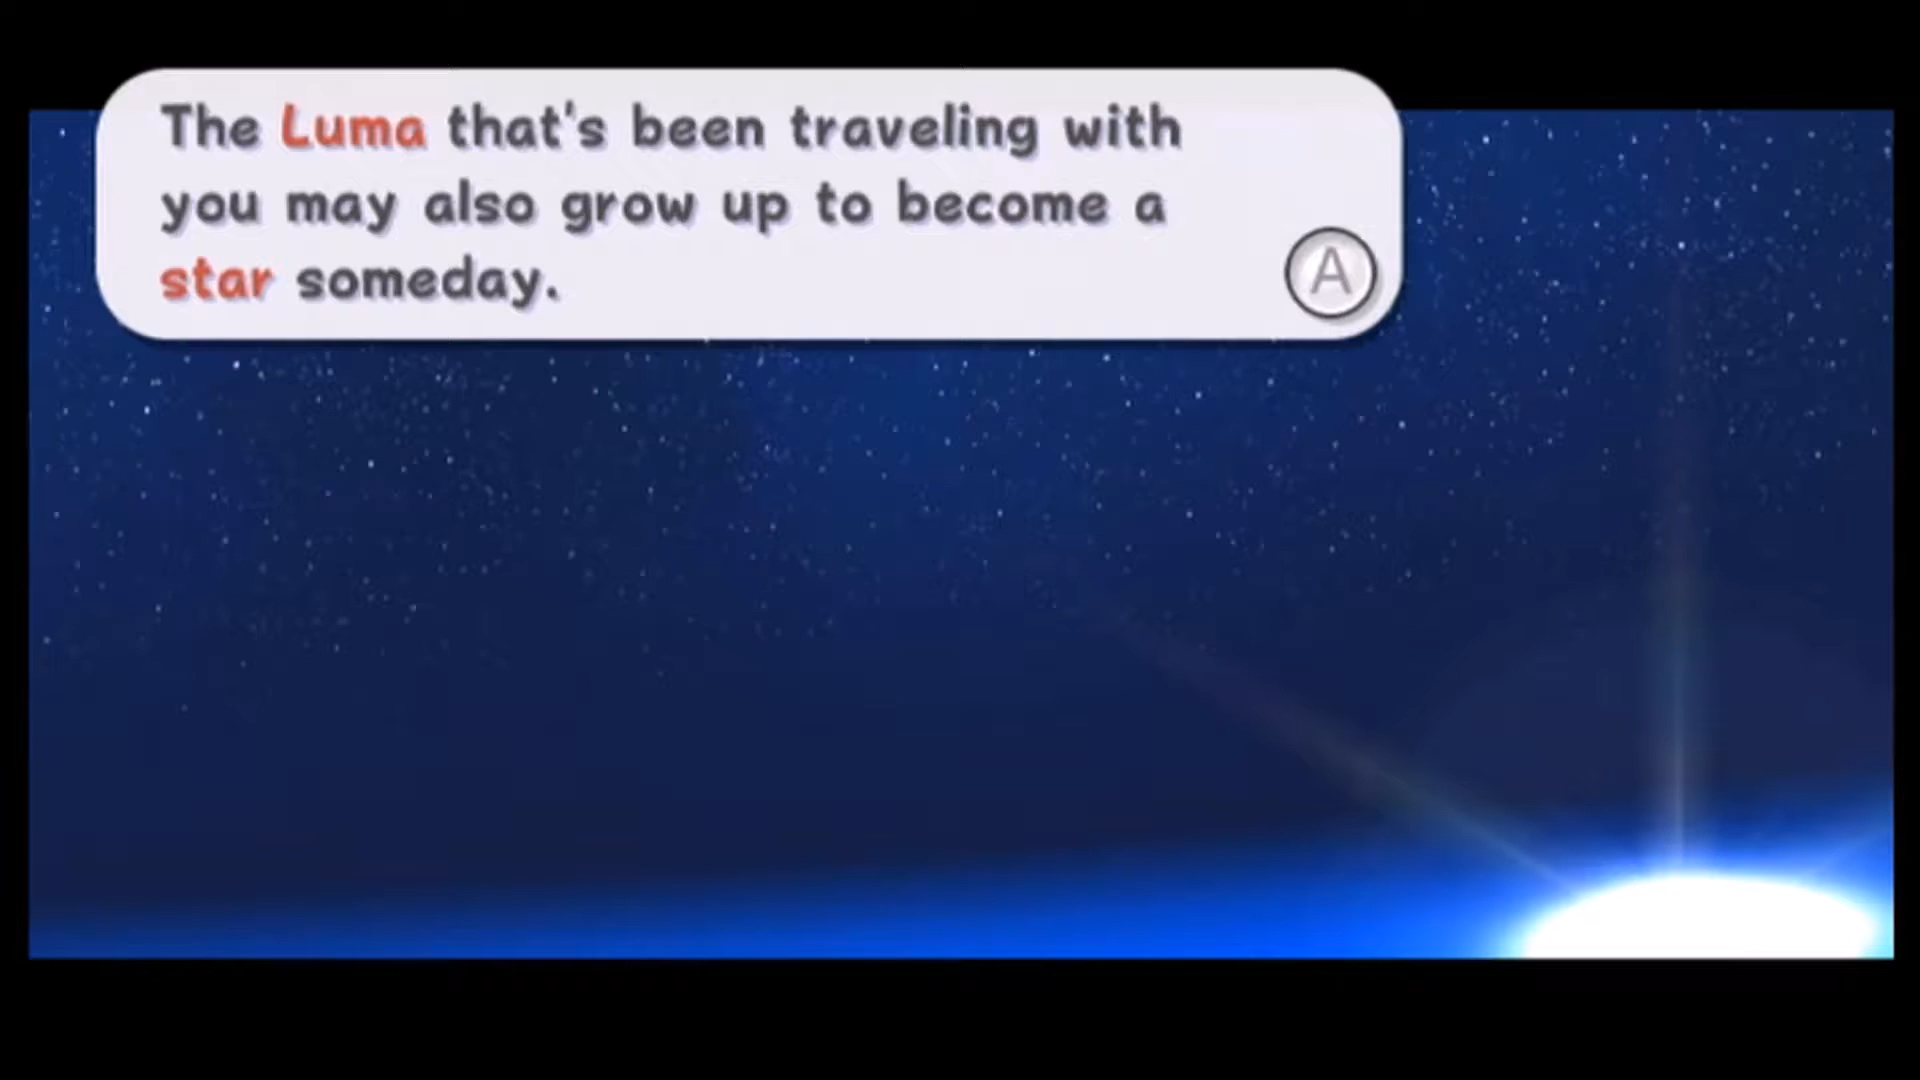 The Luma that's been traveling with
you may also grow up to become a
star someday.
A